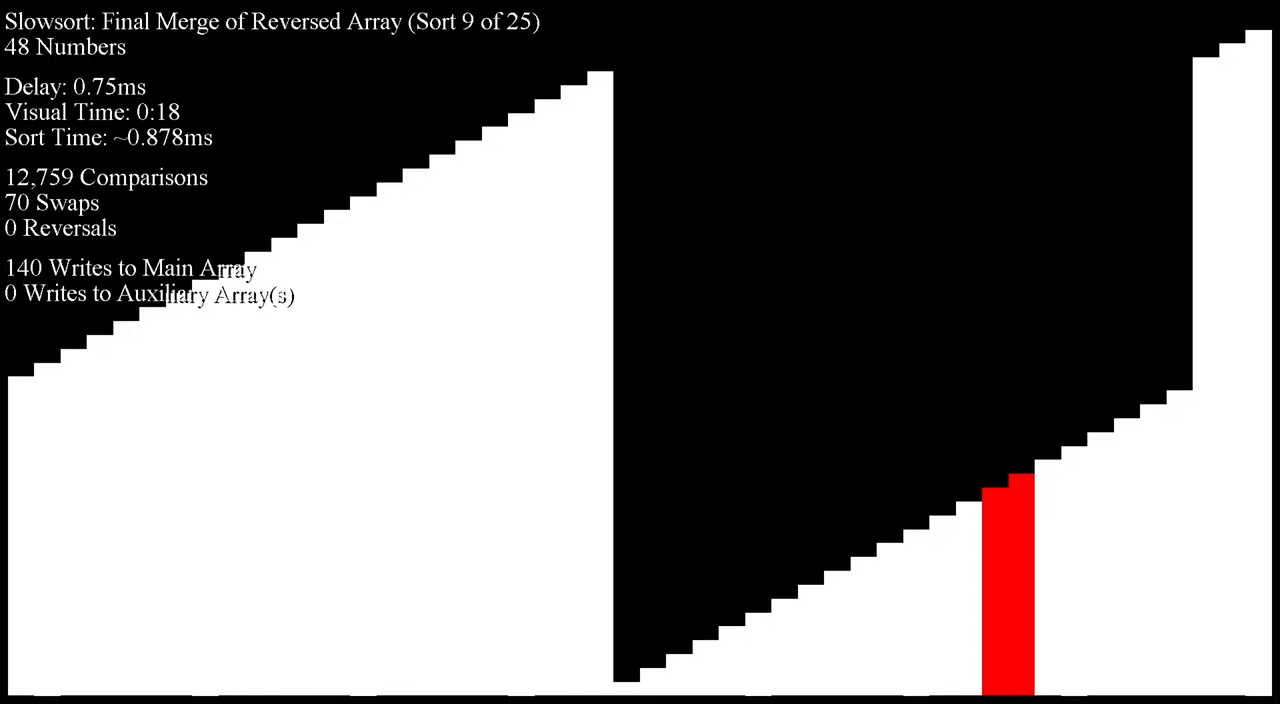 Slowsort: Final Merge of Reversed Array (Sort 9 of 25)
48 Numbers
Delay: 0.75ms
Visual Time: 0:18
Sort Time: ~0.878ms
12,759 Comparisons
70 Swaps
0 Reversals
140 Writes to Main Array
0 Writes to Auxiliary Array(s)